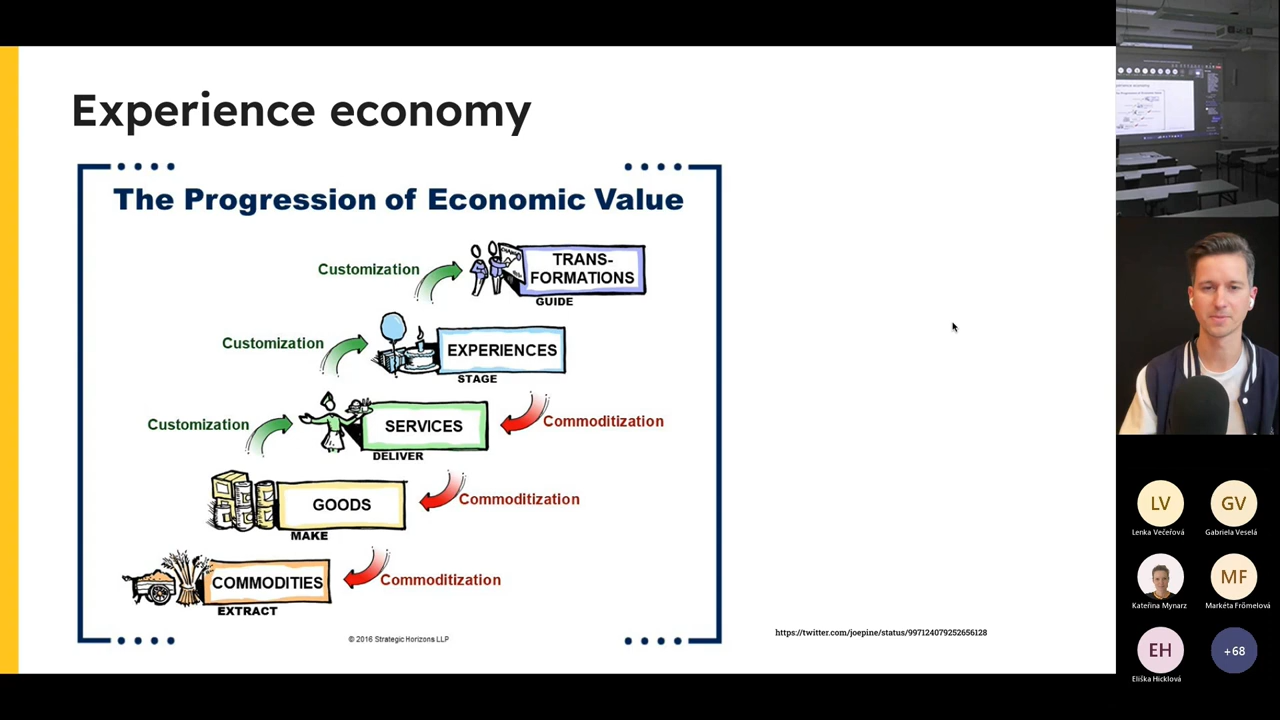 Experience economy
The Progression of Economic Value
Customization
TRANS-
FORMATIONS
GUIDE
Customization
EXPERIENCES
STAGE
Customization
SERVICES
Commoditization
DELIVER
GOODS
Commoditization
MAKE
COMMODITIES
Commoditization
EXTRACT
© 2016 Strategic Horizons LLP
https://twitter.com/joepine/status/997124079252656128
LV
GV
Lenka Večeřová
Gabriela Veselá
MF
Kateřina Mynarz
Markéta Frömelová
EH
+68
Eliška Hicklová